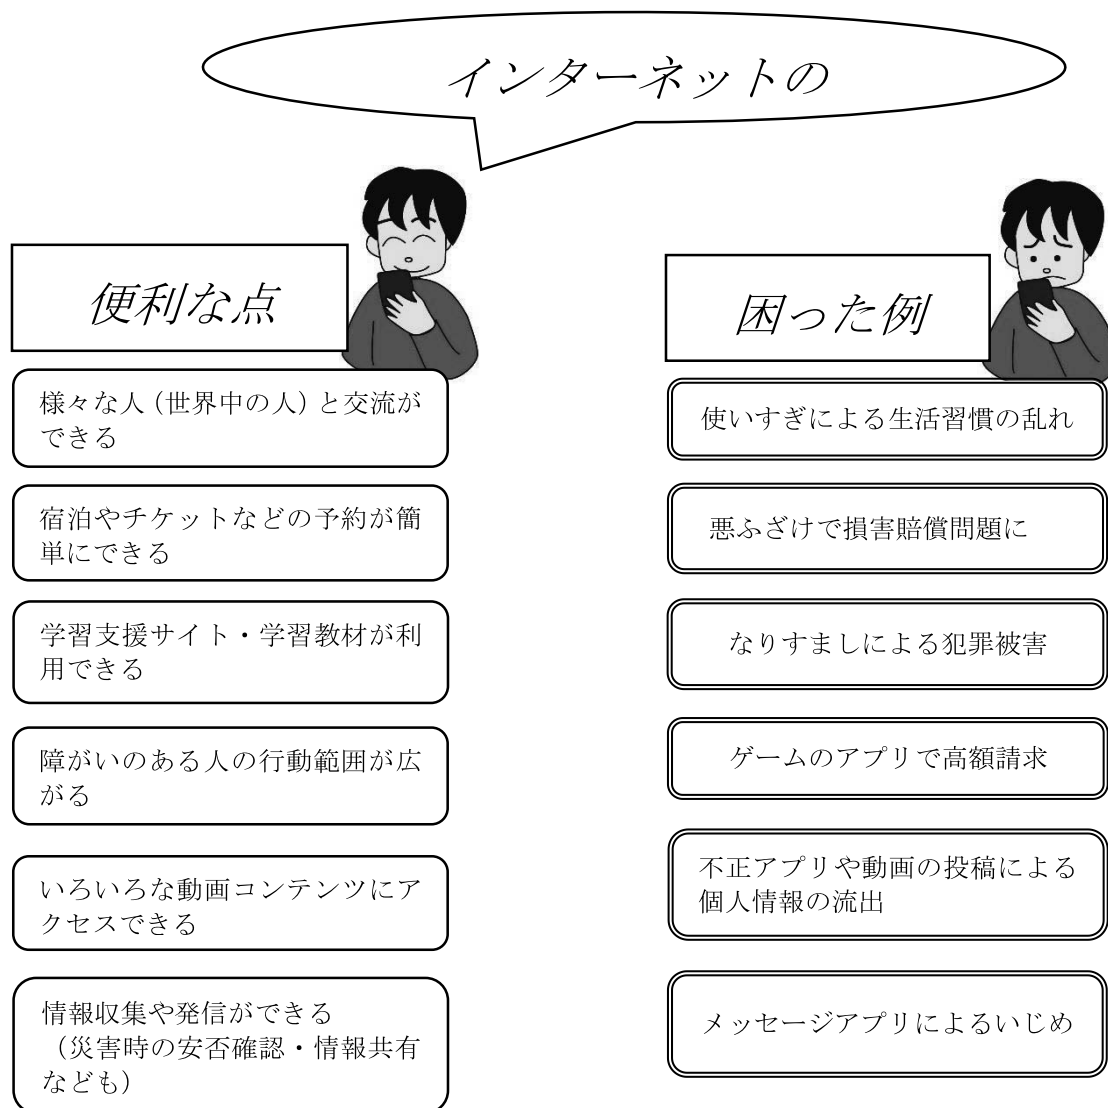 インターネットの
便利な点
様々な人（世界中の人）と交流が
できる
宿泊やチケットなどの予約が簡
単にできる
学習支援サイト・学習教材が利
用できる
障がいのある人の行動範囲が広
がる
いろいろな動画コンテンツにア
クセスできる
情報収集や発信ができる
（災害時の安否確認・情報共有
なども）
困った例
使いすぎによる生活習慣の乱れ
悪ふざけで損害賠償問題に
なりすましによる犯罪被害
ゲームのアプリで高額請求
不正アプリや動画の投稿による
個人情報の流出
メッセージアプリによるいじめ